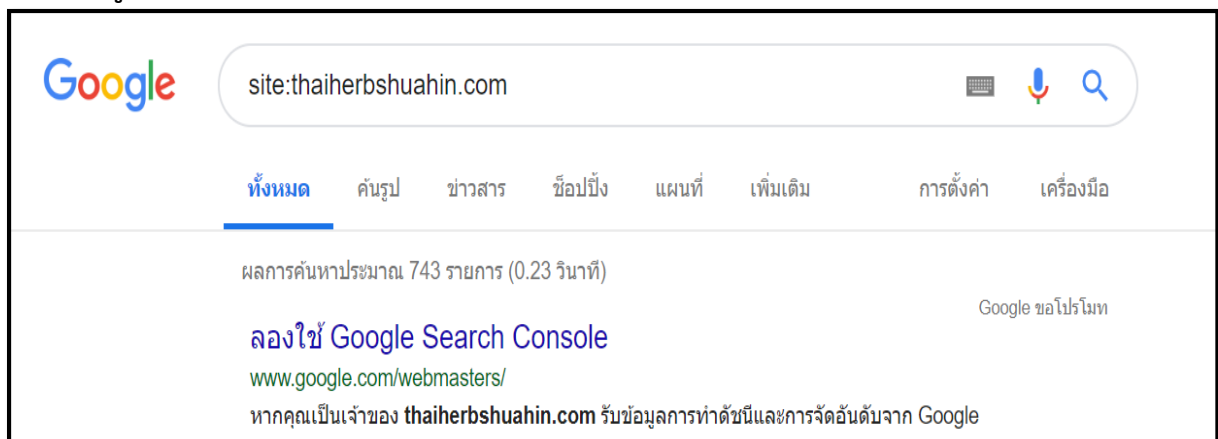 Google
site:thaiherbshuahin.com
ทั้งหมด ค้นรูป ข่าวสาร ช็อปปิ้ง แผนที่ เพิ่มเติม การตั้งค่า เครื่องมือ
ผลการค้นหาประมาณ 743 รายการ (0.23 วินาที)
Google ขอโปรโมท
ลองใช้ Google Search Console
www.google.com/webmasters/
หากคุณเป็นเจ้าของ thaiherbshuahin.com รับข้อมูลการทำดัชนีและการจัดอันดับจาก Google